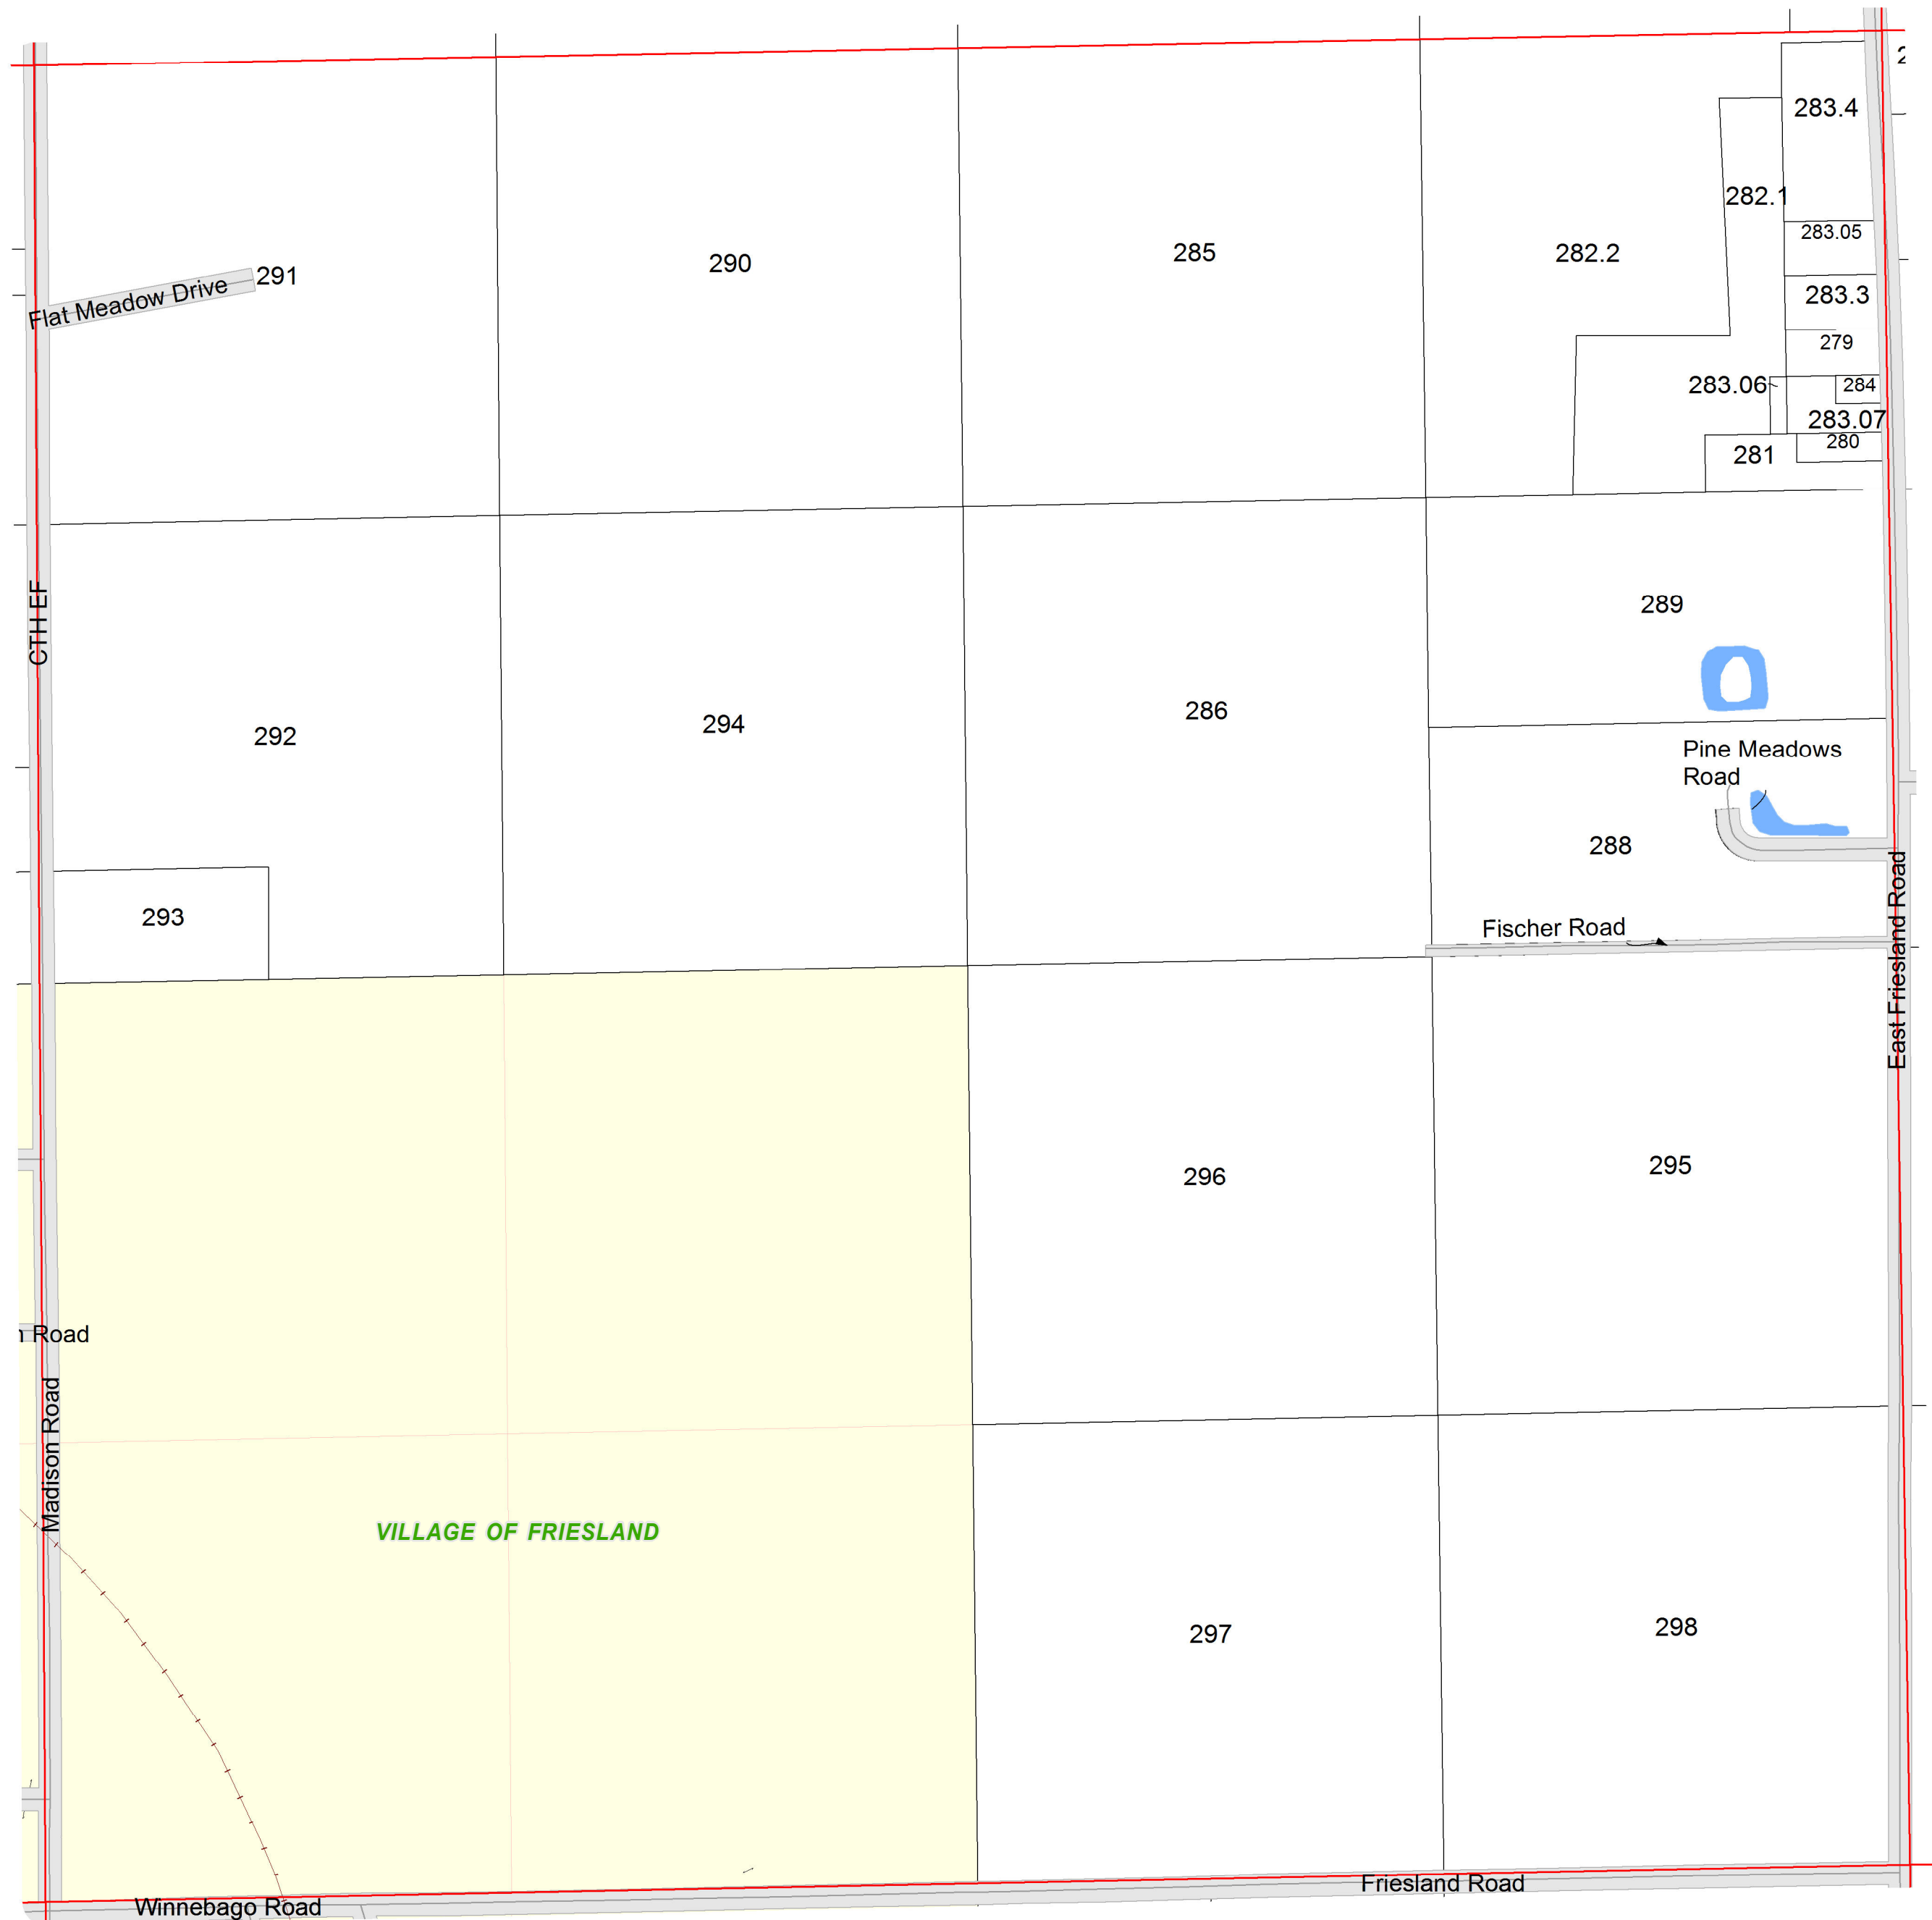 283.4
282.1
283.05
282.2
285
290
291
Flat Meadow Drive
283.3
279
283.06
284
283.07
280
281
CTH EF
289
286
294
292
Pine Meadows
Road
288
293
Fischer Road
East Friesland Road
296
295
Road
Madison Road
VILLAGE OF FRIESLAND
297
298
Friesland Road
Winnebago Road